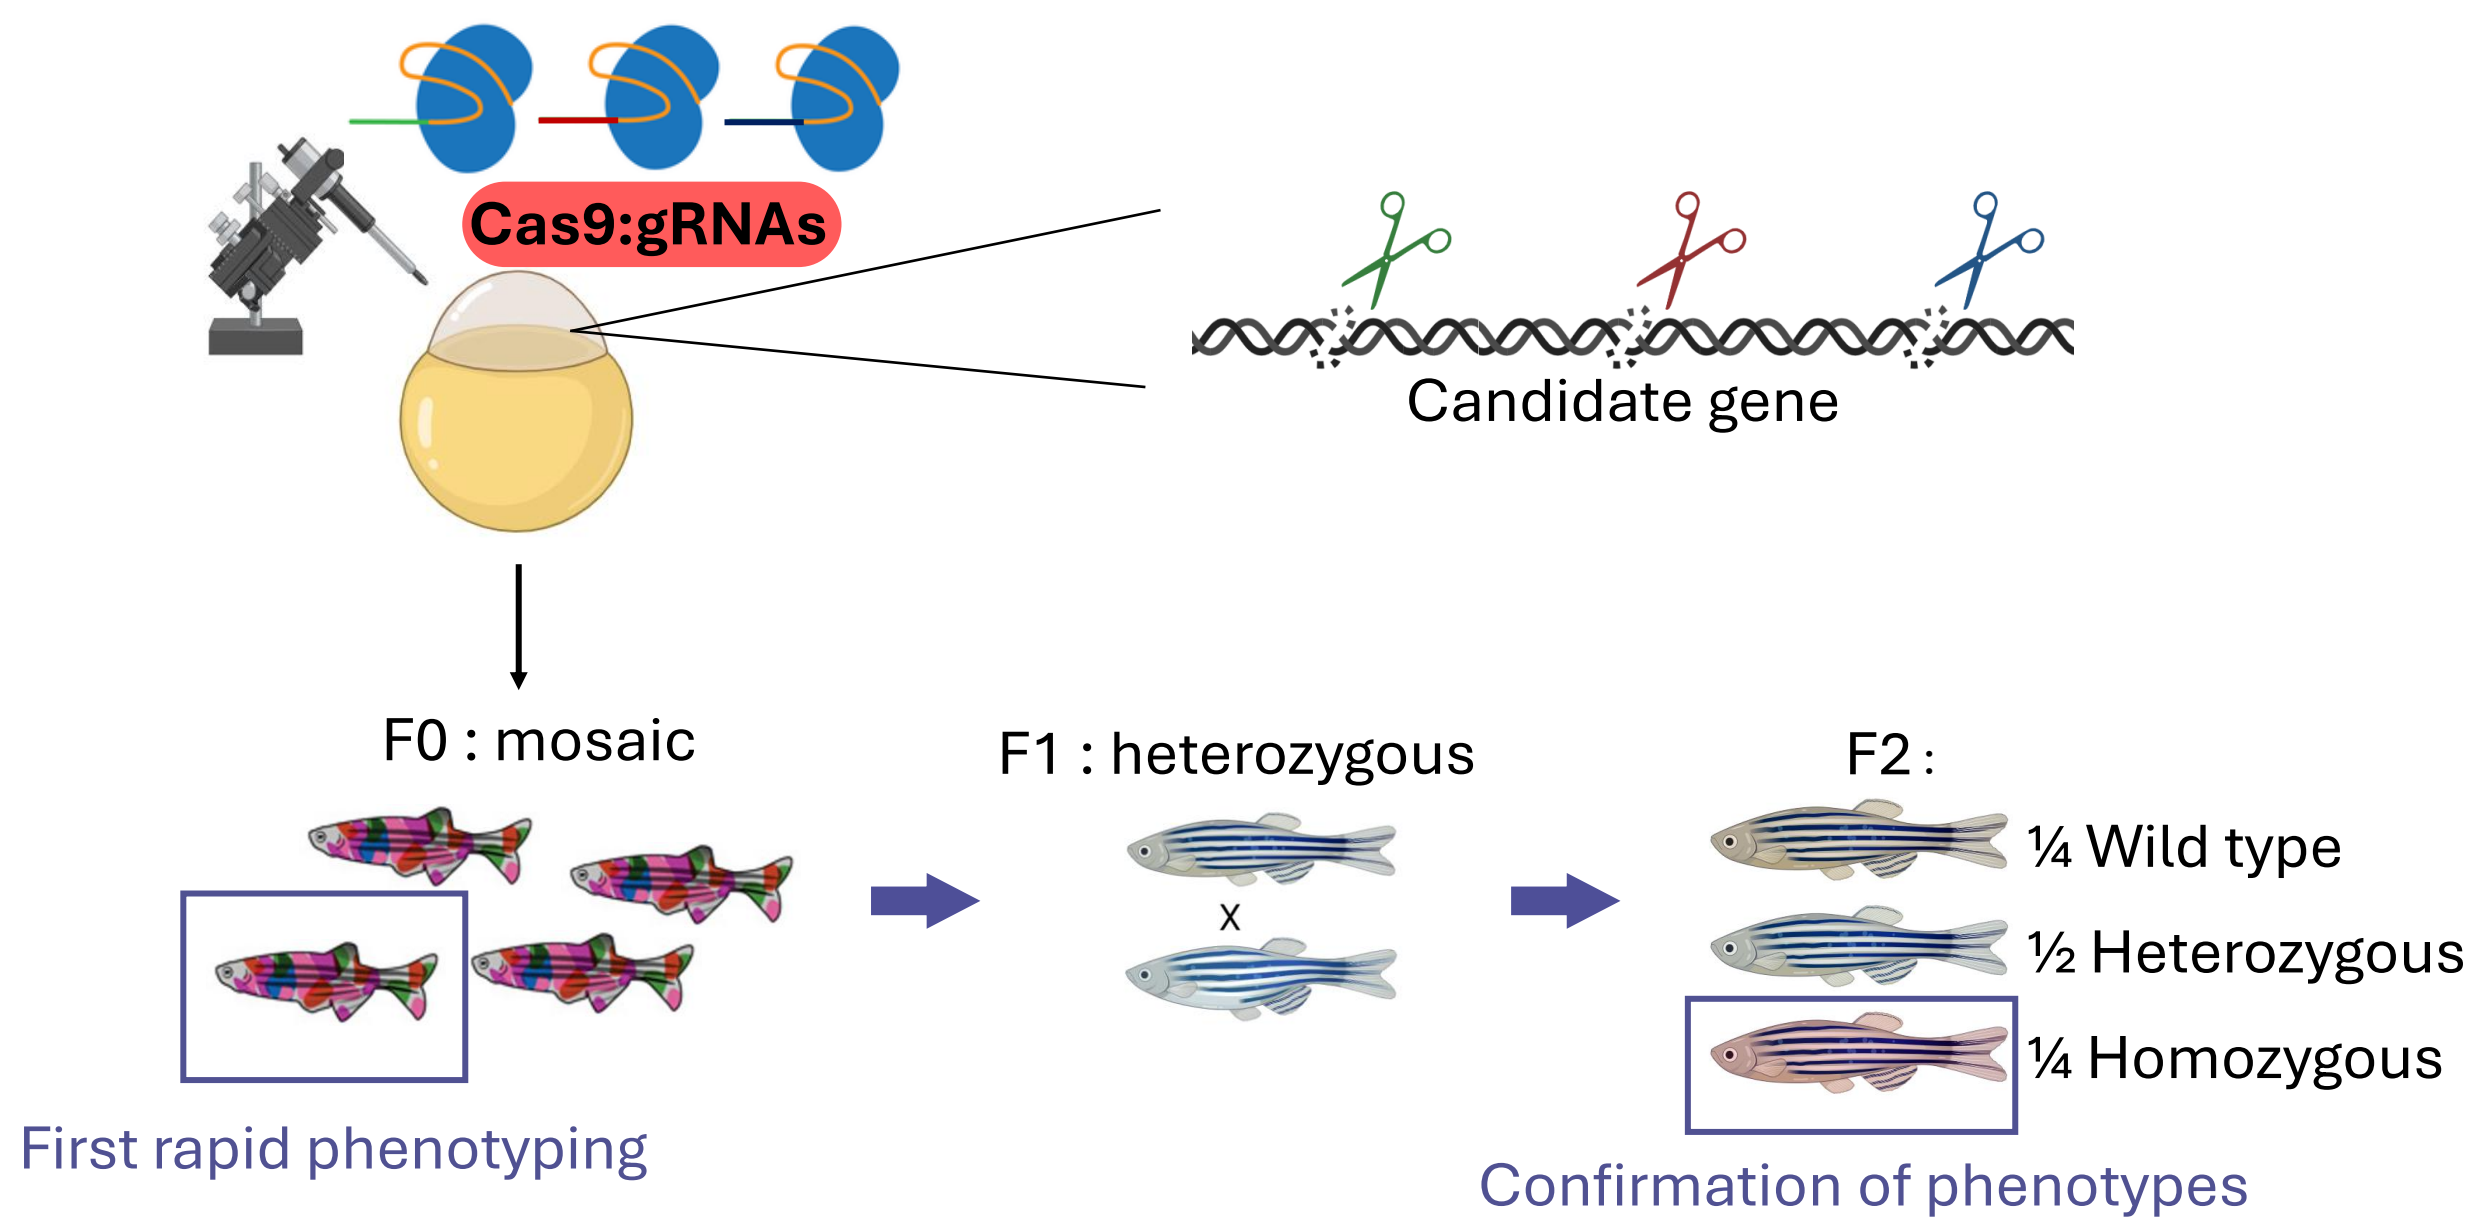 Cas9:gRNAs
Candidate gene
F0 : mosaic
F1 : heterozygous
X
F2 :
¼ Wild type
½ Heterozygous
¼ Homozygous
First rapid phenotyping
Confirmation of phenotypes